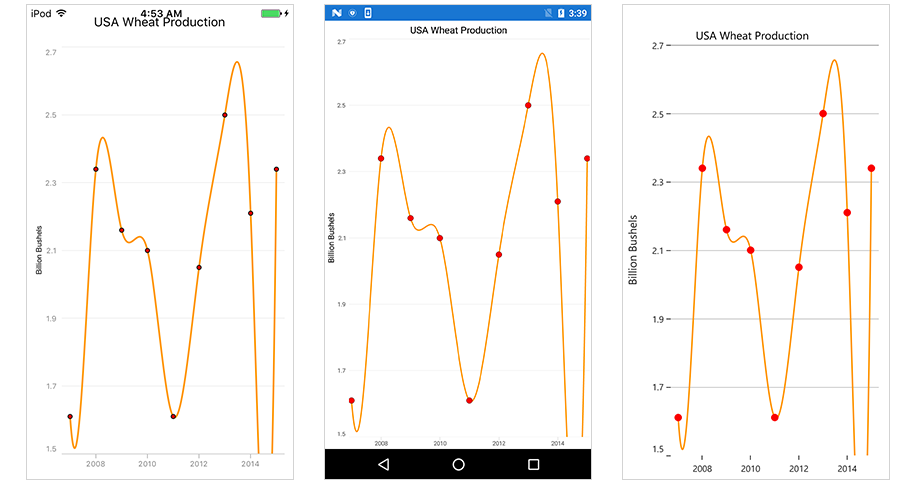 iPod 4:53 AM
USA Wheat Production
2.7
2.5
2.3
2.1
1.9
1.7
1.5
Billion Bushels
2008 2010 2012 2014
3:39
USA Wheat Production
2.7
2.5
2.3
2.1
1.9
1.7
1.5
Billion Bushels
2008 2010 2012 2014
USA Wheat Production
2.7
2.5
2.3
2.1
1.9
1.7
1.5
Billion Bushels
2008 2010 2012 2014